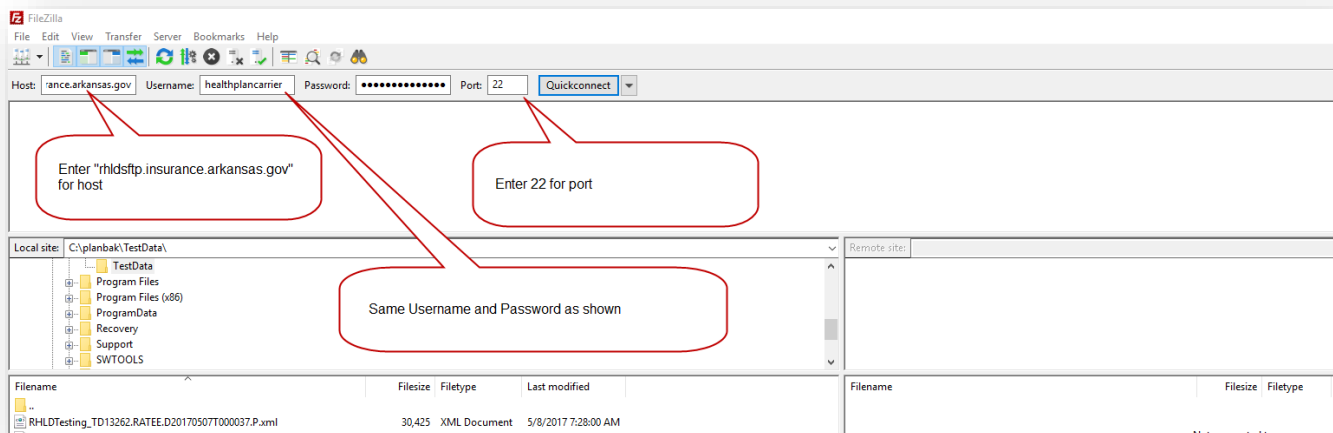 FileZilla
File Edit View Transfer Server Bookmarks Help
Host: rance.arkansas.gov Username: healthplancarrier Password: ●●●●●●●●●●●●●● Port: 22 Quickconnect
Enter "rhldsftp.insurance.arkansas.gov"
for host
Enter 22 for port
Local site: C:\planbak\TestData\ Remote site:
TestData
Program Files
Program Files (x86)
ProgramData
Recovery
Support
SWTOOLS
Same Username and Password as shown
Filename Filesize Filetype Last modified Filename Filesize Filetype
..
RHLDTesting_TD13262.RATEE.D20170507T000037.P.xml 30,425 XML Document 5/8/2017 7:28:00 AM